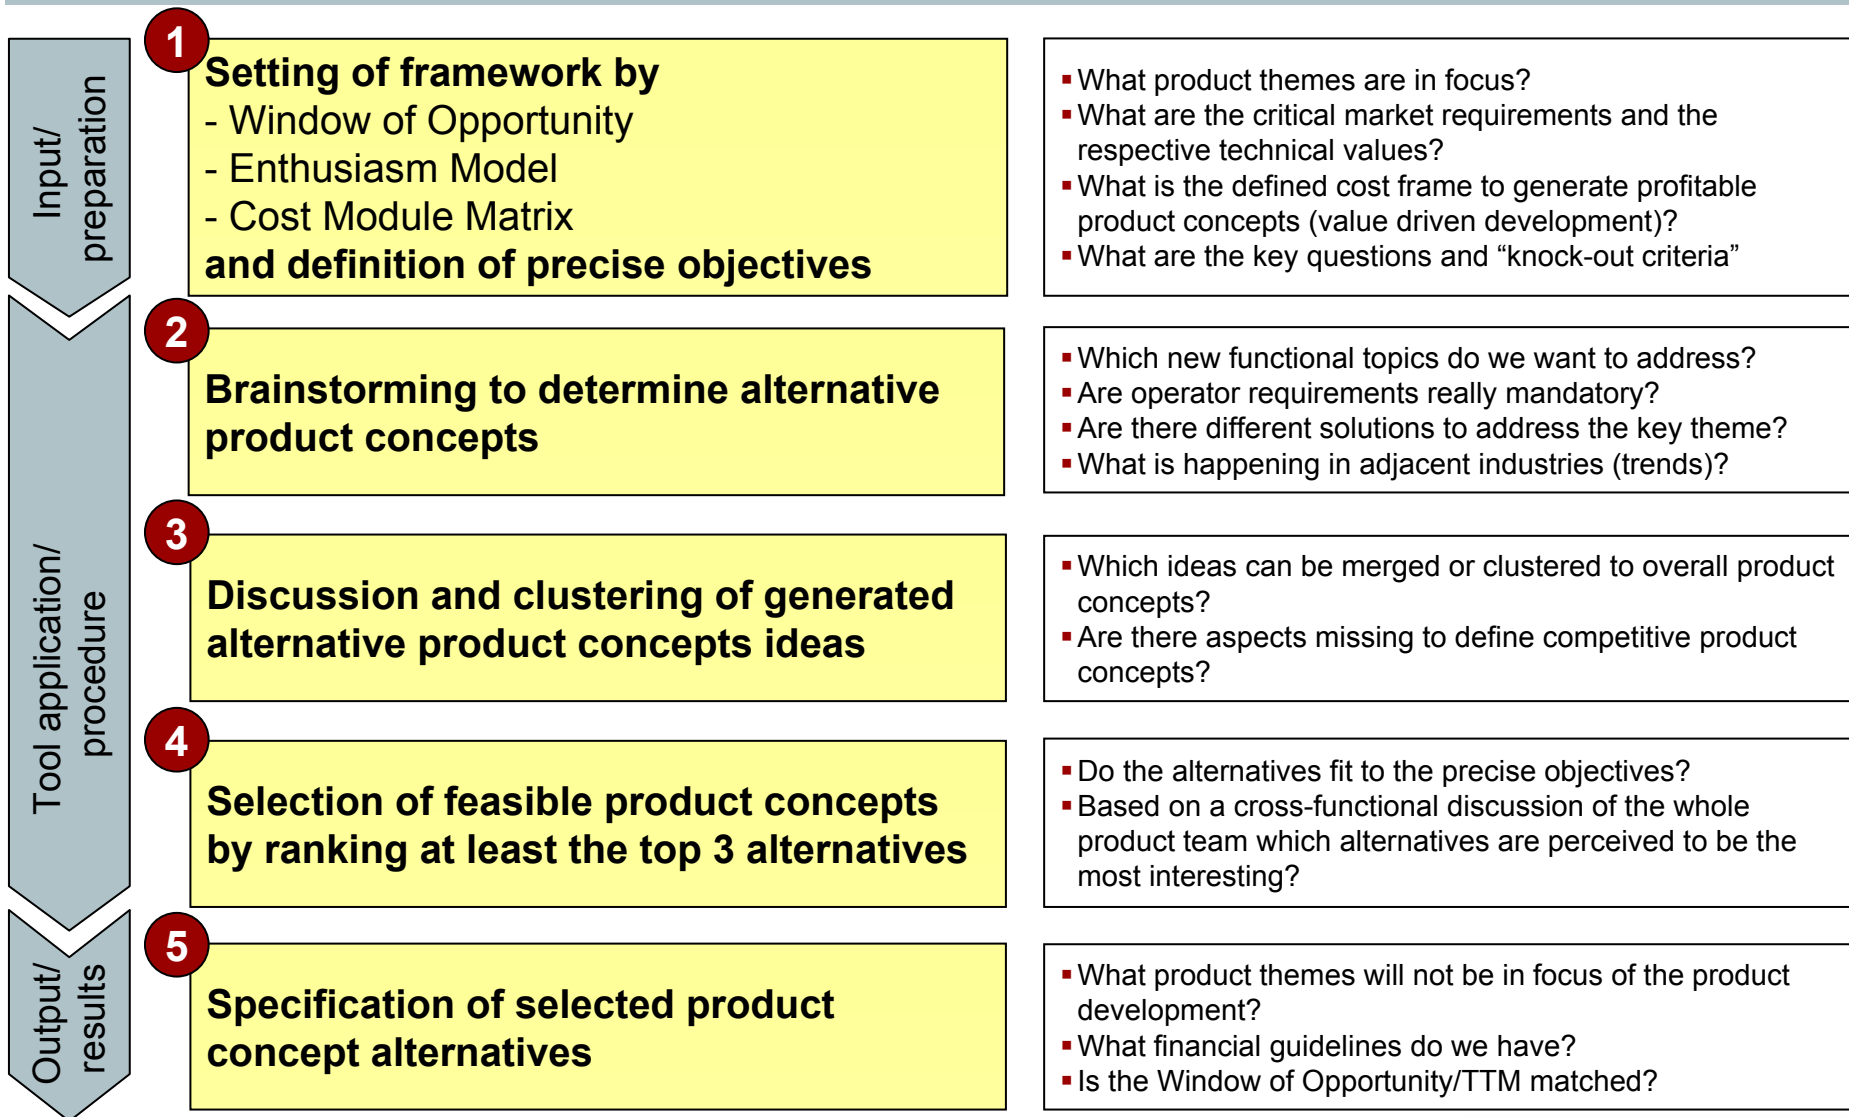 Input/
preparation
1
Setting of framework by
- Window of Opportunity
- Enthusiasm Model
- Cost Module Matrix
and definition of precise objectives
▪ What product themes are in focus?
▪ What are the critical market requirements and the
respective technical values?
▪ What is the defined cost frame to generate profitable
product concepts (value driven development)?
▪ What are the key questions and “knock-out criteria”
Tool application/
procedure
2
Brainstorming to determine alternative
product concepts
▪ Which new functional topics do we want to address?
▪ Are operator requirements really mandatory?
▪ Are there different solutions to address the key theme?
▪ What is happening in adjacent industries (trends)?
3
Discussion and clustering of generated
alternative product concepts ideas
▪ Which ideas can be merged or clustered to overall product
concepts?
▪ Are there aspects missing to define competitive product
concepts?
4
Selection of feasible product concepts
by ranking at least the top 3 alternatives
▪ Do the alternatives fit to the precise objectives?
▪ Based on a cross-functional discussion of the whole
product team which alternatives are perceived to be the
most interesting?
Output/
results
5
Specification of selected product
concept alternatives
▪ What product themes will not be in focus of the product
development?
▪ What financial guidelines do we have?
▪ Is the Window of Opportunity/TTM matched?